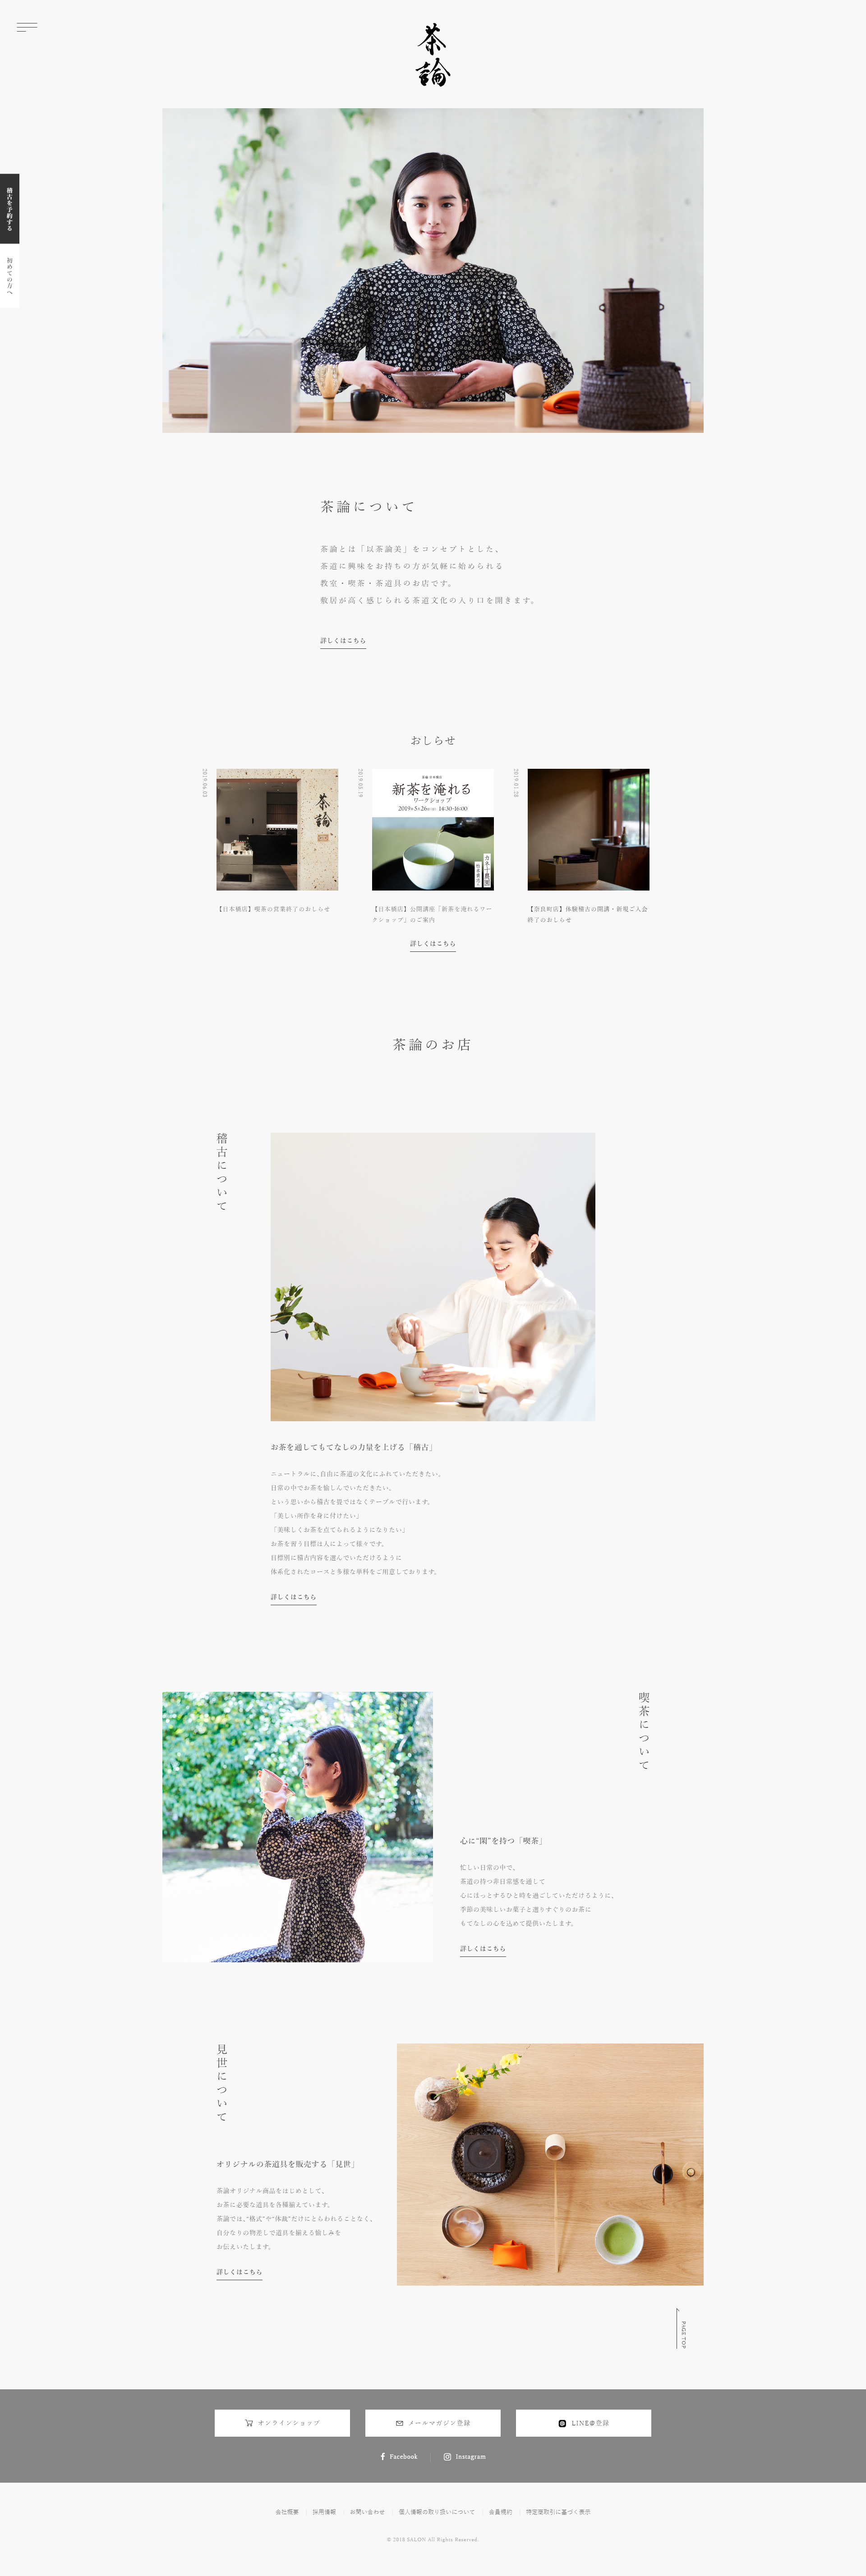 茶論
稽古を予約する
初めての方へ
茶論について
茶論とは「以茶論美」をコンセプトとした、
茶道に興味をお持ちの方が気軽に始められる
教室・喫茶・茶道具のお店です。
敷居が高く感じられる茶道文化の入り口を開きます。
詳しくはこちら
おしらせ
2019.06.03
茶論
【日本橋店】喫茶の営業終了のおしらせ
2019.05.19
茶論 日本橋店
新茶を淹れる
ワークショップ
2019年5月26日(日) 14:30-16:00
【日本橋店】公開講座「新茶を淹れるワー
クショップ」のご案内
2019.01.20
【奈良町店】体験稽古の開講・新規ご入会
終了のおしらせ
詳しくはこちら
茶論のお店
稽古について
お茶を通してもてなしの力量を上げる「稽古」
ニュートラルに、自由に茶道の文化にふれていただきたい。
日常の中でお茶を愉しんでいただきたい。
という思いから稽古を畳ではなくテーブルで行います。
「美しい所作を身に付けたい」
「美味しくお茶を点てられるようになりたい」
お茶を習う目標は人によって様々です。
目標別に稽古内容を選んでいただけるように
体系化されたコースと多様な単科をご用意しております。
詳しくはこちら
喫茶について
心に“閑”を持つ「喫茶」
忙しい日常の中で、
茶道の持つ非日常感を通して
心にほっとするひと時を過ごしていただけるように、
季節の美味しいお菓子と選りすぐりのお茶に
もてなしの心を込めて提供いたします。
詳しくはこちら
見世について
オリジナルの茶道具を販売する「見世」
茶論オリジナル商品をはじめとして、
お茶に必要な道具を各種揃えています。
茶論では、“格式”や“体裁”だけにとらわれることなく、
自分なりの物差しで道具を揃える愉しみを
お伝えいたします。
詳しくはこちら
PAGE TOP
オンラインショップ
メールマガジン登録
LINE@登録
Facebook
Instagram
会社概要
採用情報
お問い合わせ
個人情報の取り扱いについて
会員規約
特定商取引に基づく表示
© 2018 SALON All Rights Reserved.